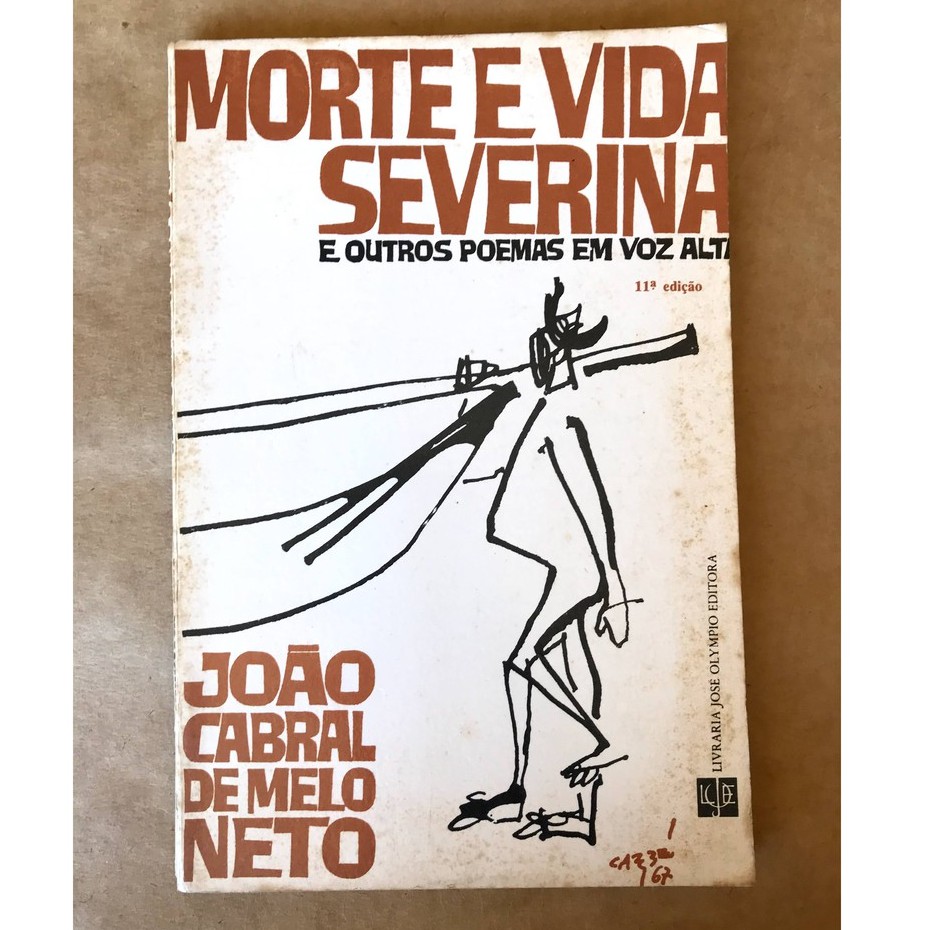 MORTE E VIDA
SEVERINA
E OUTROS POEMAS EM VOZ ALTA
11ª edição
JOÃO
CABRAL
DE MELO
NETO
LIVRARIA JOSÉ OLYMPIO EDITORA
67